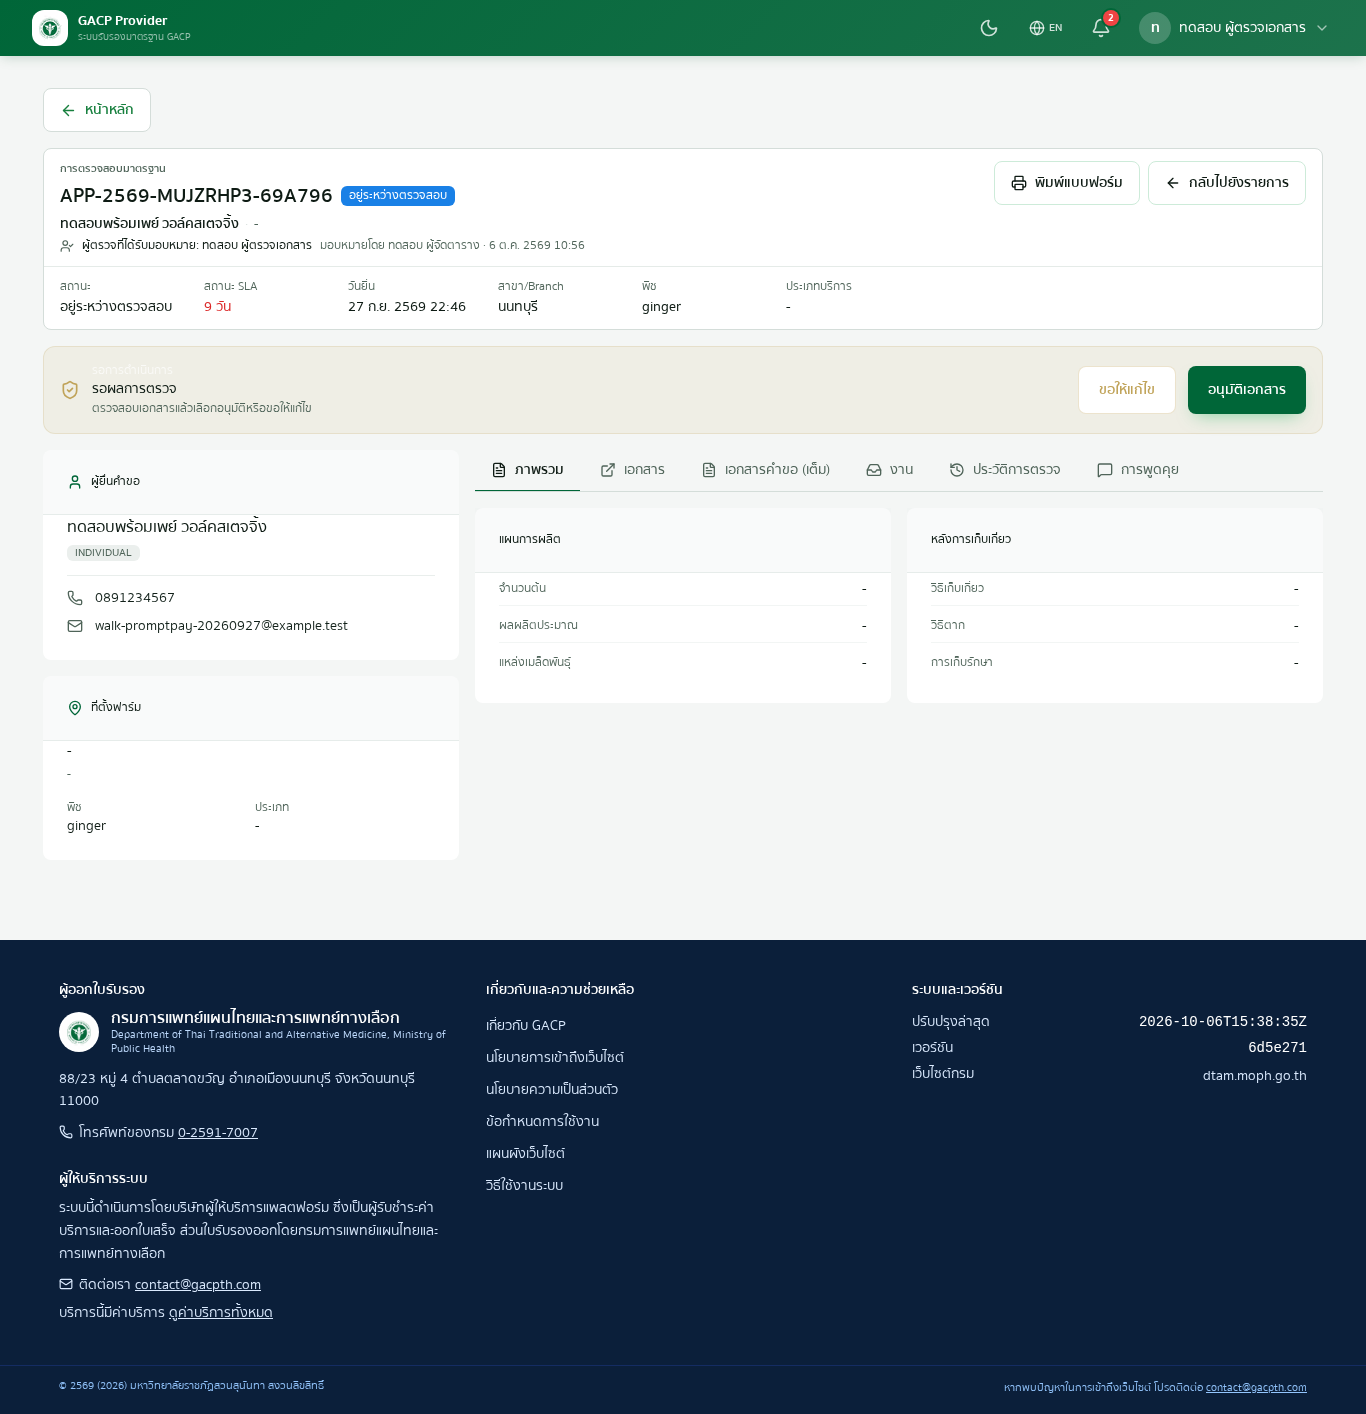 GACP Provider
ระบบรับรองมาตรฐาน GACP
EN
2
ท
ทดสอบ ผู้ตรวจเอกสาร
หน้าหลัก
การตรวจสอบมาตรฐาน
APP-2569-MUJZRHP3-69A796
อยู่ระหว่างตรวจสอบ
ทดสอบพร้อมเพย์ วอล์คสเตจจิ้ง · -
ผู้ตรวจที่ได้รับมอบหมาย: ทดสอบ ผู้ตรวจเอกสาร มอบหมายโดย ทดสอบ ผู้จัดตาราง · 6 ต.ค. 2569 10:56
พิมพ์แบบฟอร์ม
กลับไปยังรายการ
สถานะ
อยู่ระหว่างตรวจสอบ
สถานะ SLA
9 วัน
วันยื่น
27 ก.ย. 2569 22:46
สาขา/Branch
นนทบุรี
พืช
ginger
ประเภทบริการ
-
รอการดำเนินการ
รอผลการตรวจ
ตรวจสอบเอกสารแล้วเลือกอนุมัติหรือขอให้แก้ไข
ขอให้แก้ไข
อนุมัติเอกสาร
ผู้ยื่นคำขอ
ทดสอบพร้อมเพย์ วอล์คสเตจจิ้ง
INDIVIDUAL
0891234567
walk-promptpay-20260927@example.test
ที่ตั้งฟาร์ม
-
-
พืช
ginger
ประเภท
-
ภาพรวม
เอกสาร
เอกสารคำขอ (เต็ม)
งาน
ประวัติการตรวจ
การพูดคุย
แผนการผลิต
จำนวนต้น -
ผลผลิตประมาณ -
แหล่งเมล็ดพันธุ์ -
หลังการเก็บเกี่ยว
วิธีเก็บเกี่ยว -
วิธีตาก -
การเก็บรักษา -
ผู้ออกใบรับรอง
กรมการแพทย์แผนไทยและการแพทย์ทางเลือก
Department of Thai Traditional and Alternative Medicine, Ministry of
Public Health
88/23 หมู่ 4 ตำบลตลาดขวัญ อำเภอเมืองนนทบุรี จังหวัดนนทบุรี
11000
โทรศัพท์ของกรม 0-2591-7007
ผู้ให้บริการระบบ
ระบบนี้ดำเนินการโดยบริษัทผู้ให้บริการแพลตฟอร์ม ซึ่งเป็นผู้รับชำระค่า
บริการและออกใบเสร็จ ส่วนใบรับรองออกโดยกรมการแพทย์แผนไทยและ
การแพทย์ทางเลือก
ติดต่อเรา contact@gacpth.com
บริการนี้มีค่าบริการ ดูค่าบริการทั้งหมด
เกี่ยวกับและความช่วยเหลือ
เกี่ยวกับ GACP
นโยบายการเข้าถึงเว็บไซต์
นโยบายความเป็นส่วนตัว
ข้อกำหนดการใช้งาน
แผนผังเว็บไซต์
วิธีใช้งานระบบ
ระบบและเวอร์ชัน
ปรับปรุงล่าสุด 2026-10-06T15:38:35Z
เวอร์ชัน 6d5e271
เว็บไซต์กรม dtam.moph.go.th
© 2569 (2026) มหาวิทยาลัยราชภัฏสวนสุนันทา สงวนลิขสิทธิ์
หากพบปัญหาในการเข้าถึงเว็บไซต์ โปรดติดต่อ contact@gacpth.com